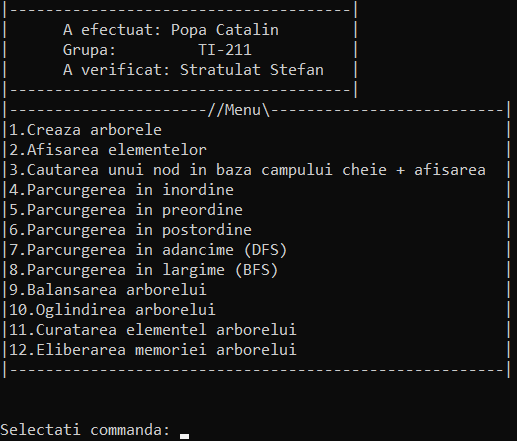 |--------------------------------------|
|      A efectuat: Popa Catalin        |
|      Grupa:         TI-211           |
|      A verificat: Stratulat Stefan   |
|--------------------------------------|
|----------------------//Menu\--------------------------|
|1.Creaza arborele                                      |
|2.Afisarea elementelor                                 |
|3.Cautarea unui nod in baza campului cheie + afisarea  |
|4.Parcurgerea in inordine                              |
|5.Parcurgerea in preordine                             |
|6.Parcurgerea in postordine                            |
|7.Parcurgerea in adancime (DFS)                        |
|8.Parcurgerea in largime (BFS)                         |
|9.Balansarea arborelui                                 |
|10.Oglindirea arborelui                                |
|11.Curatarea elementel arborelui                       |
|12.Eliberarea memoriei arborelui                       |
|-------------------------------------------------------|
Selectati commanda: